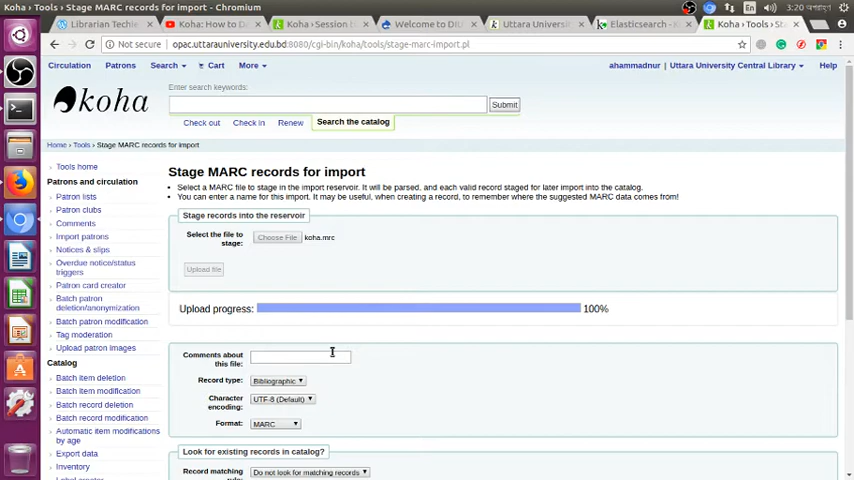 Koha › Tools › Stage MARC records for import - Chromium
En
3:20 অপরাহ্ণ
Librarian Techie
Koha: How to D
Koha › Session t
Welcome to DIU
Uttara Universit
Elasticsearch - K
Koha › Tools › St
Not secure | opac.uttarauniversity.edu.bd:8080/cgi-bin/koha/tools/stage-marc-import.pl
Circulation Patrons Search Cart More
ahammadnur | Uttara University Central Library Help
koha
Enter search keywords:
Submit
Check out Check in Renew Search the catalog
Home › Tools › Stage MARC records for import
Tools home
Patrons and circulation
Patron lists
Patron clubs
Comments
Import patrons
Notices & slips
Overdue notice/status
triggers
Patron card creator
Batch patron
deletion/anonymization
Batch patron modification
Tag moderation
Upload patron images
Catalog
Batch item deletion
Batch item modification
Batch record deletion
Batch record modification
Automatic item modifications
by age
Export data
Inventory
Label creator
Stage MARC records for import
• Select a MARC file to stage in the import reservoir. It will be parsed, and each valid record staged for later import into the catalog.
• You can enter a name for this import. It may be useful, when creating a record, to remember where the suggested MARC data comes from!
Stage records into the reservoir
Select the file to
stage:
Choose File koha.mrc
Upload file
Upload progress: 100%
Comments about
this file:
Record type: Bibliographic
Character
encoding:
UTF-8 (Default)
Format: MARC
Look for existing records in catalog?
Record matching
rule:
Do not look for matching records